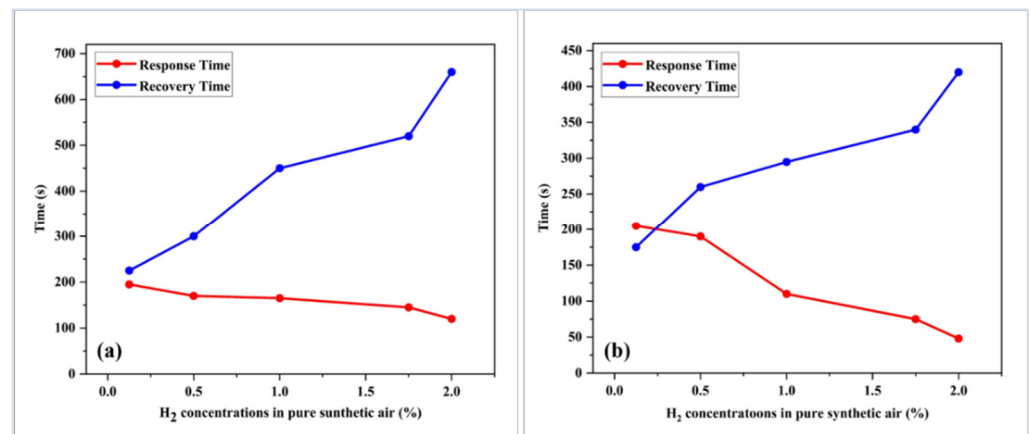 700
600
500
400
300
200
100
0
Time (s)
Response Time
Recovery Time
(a)
0.0 0.5 1.0 1.5 2.0
H2 concentrations in pure sunthetic air (%)
450
400
350
300
250
200
150
100
50
0
Time (s)
Response Time
Recovery Time
(b)
0.0 0.5 1.0 1.5 2.0
H2 concentratoons in pure synthetic air (%)